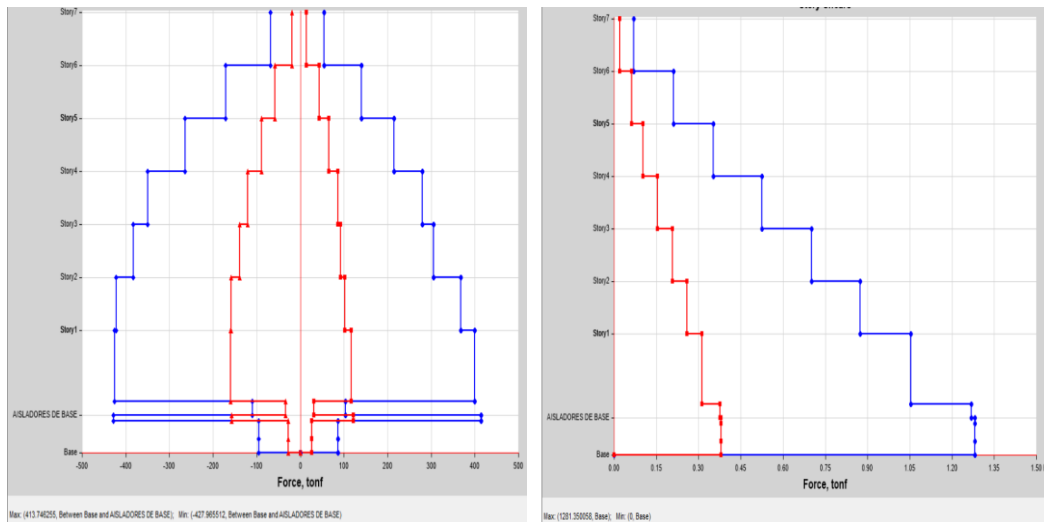 Story7
Story6
Story5
Story4
Story3
Story2
Story1
AISLADORES DE BASE
Base
-500 -400 -300 -200 -100 0 100 200 300 400 500
Force, tonf
Max: (413.746255, Between Base and AISLADORES DE BASE); Min: (-427.965512, Between Base and AISLADORES DE BASE)
Story7
Story6
Story5
Story4
Story3
Story2
Story1
AISLADORES DE BASE
Base
0.00 0.15 0.30 0.45 0.60 0.75 0.90 1.05 1.20 1.35 1.50
Force, tonf
Max: (1281.350058, Base); Min: (0, Base)